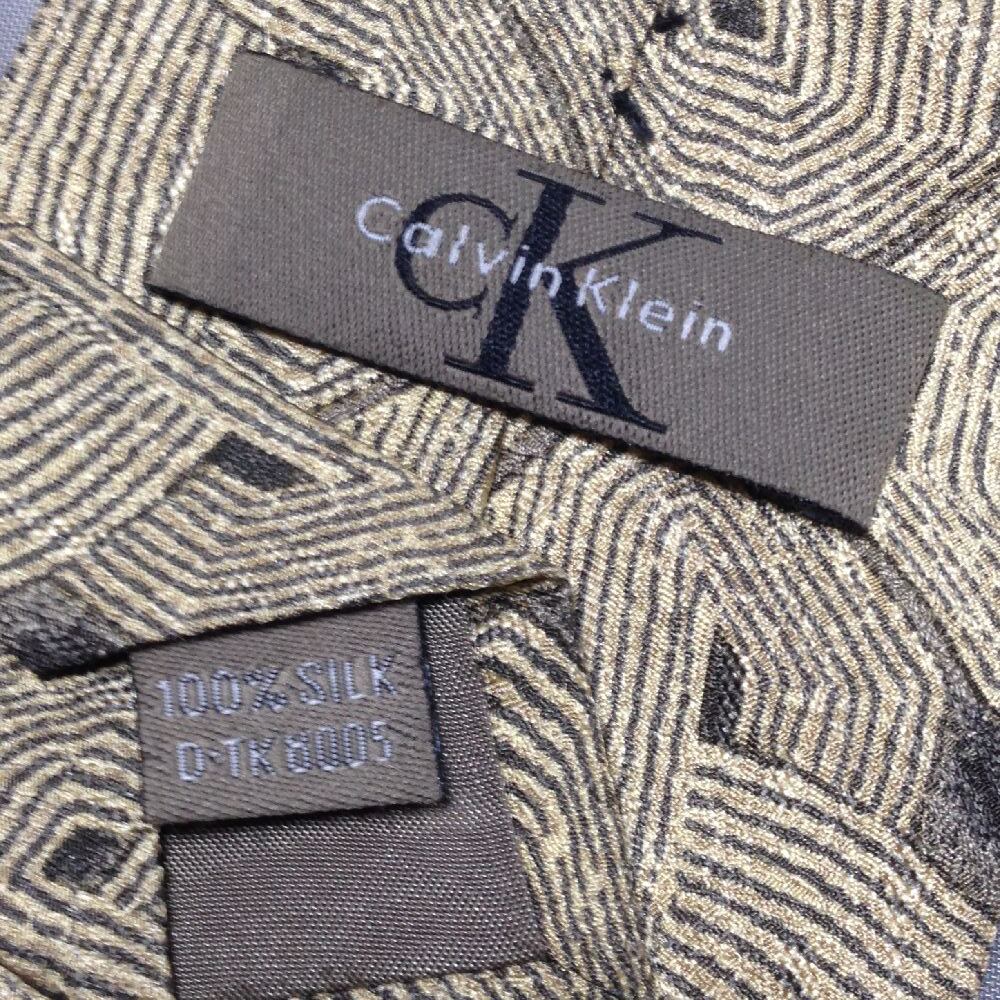 CK
Calvin Klein
100% SILK
D-TK 8005